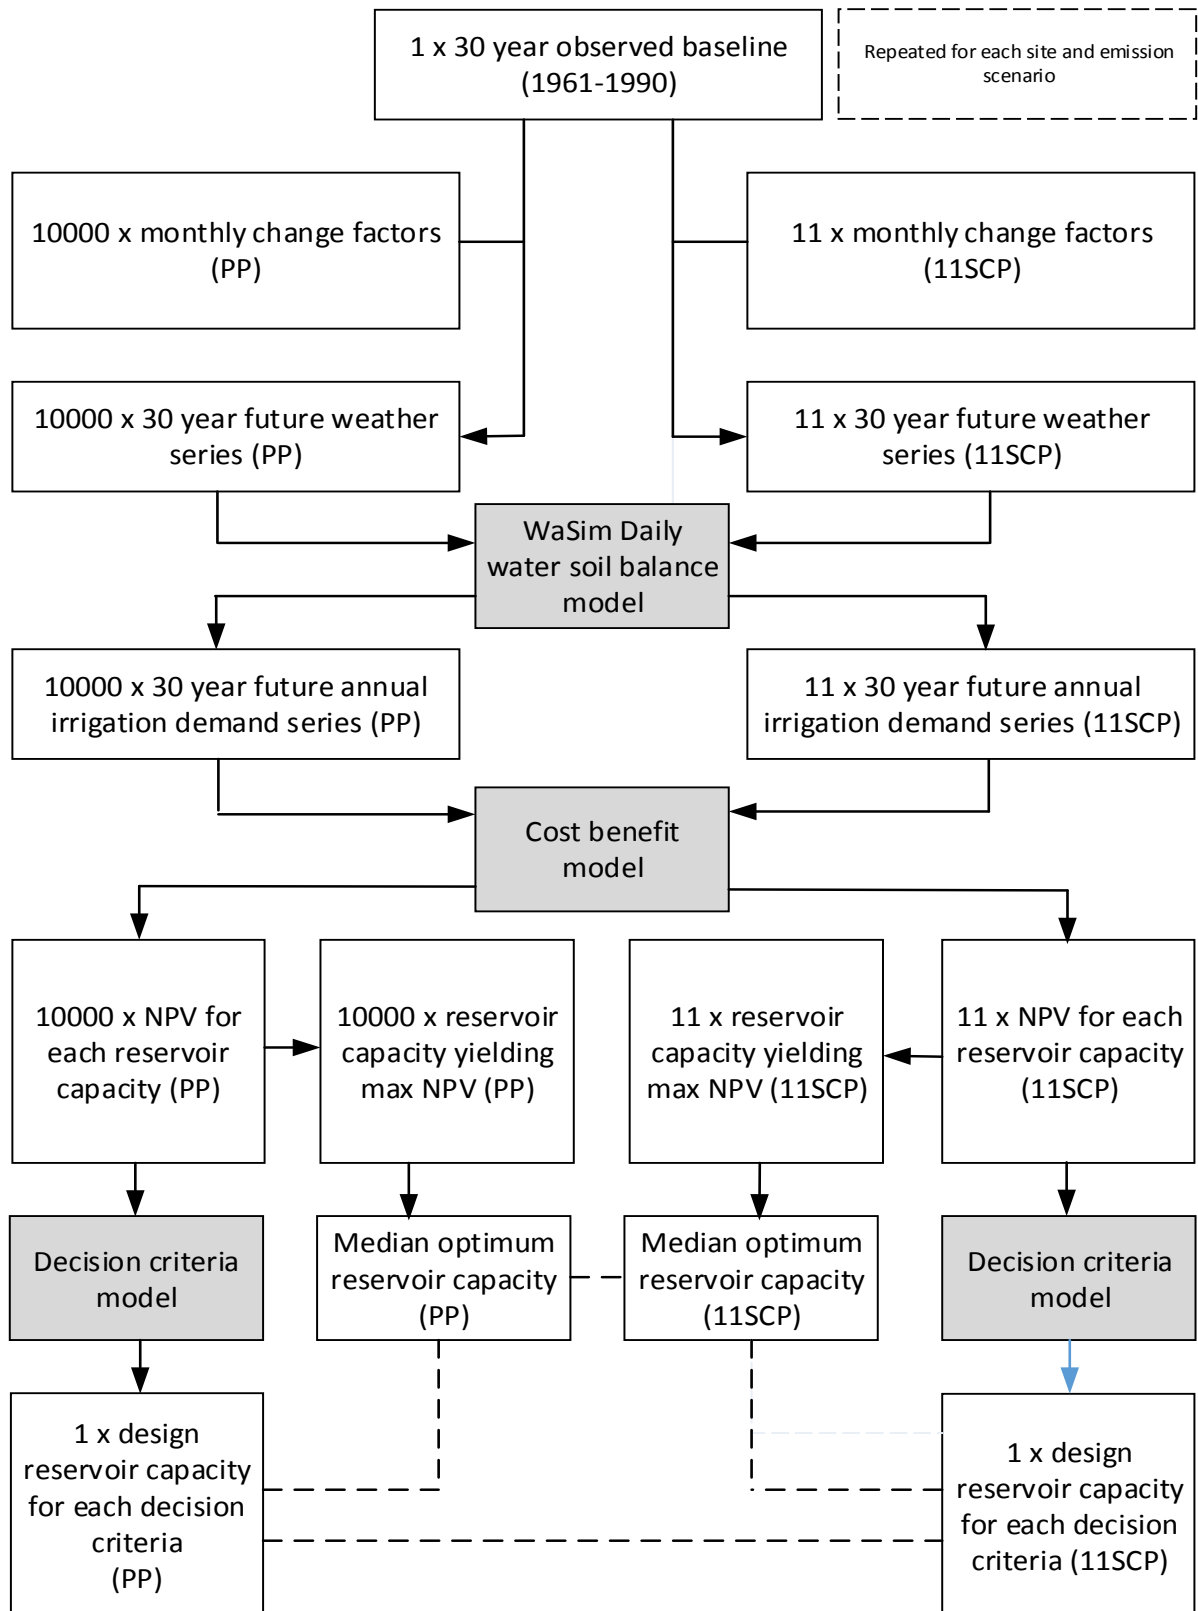 1 x 30 year observed baseline
(1961-1990)
Repeated for each site and emission
scenario
10000 x monthly change factors
(PP)
11 x monthly change factors
(11SCP)
10000 x 30 year future weather
series (PP)
11 x 30 year future weather
series (11SCP)
WaSim Daily
water soil balance
model
10000 x 30 year future annual
irrigation demand series (PP)
11 x 30 year future annual
irrigation demand series (11SCP)
Cost benefit
model
10000 x NPV for
each reservoir
capacity (PP)
10000 x reservoir
capacity yielding
max NPV (PP)
11 x reservoir
capacity yielding
max NPV (11SCP)
11 x NPV for each
reservoir capacity
(11SCP)
Decision criteria
model
Median optimum
reservoir capacity
(PP)
Median optimum
reservoir capacity
(11SCP)
Decision criteria
model
1 x design
reservoir capacity
for each decision
criteria
(PP)
1 x design
reservoir capacity
for each decision
criteria (11SCP)